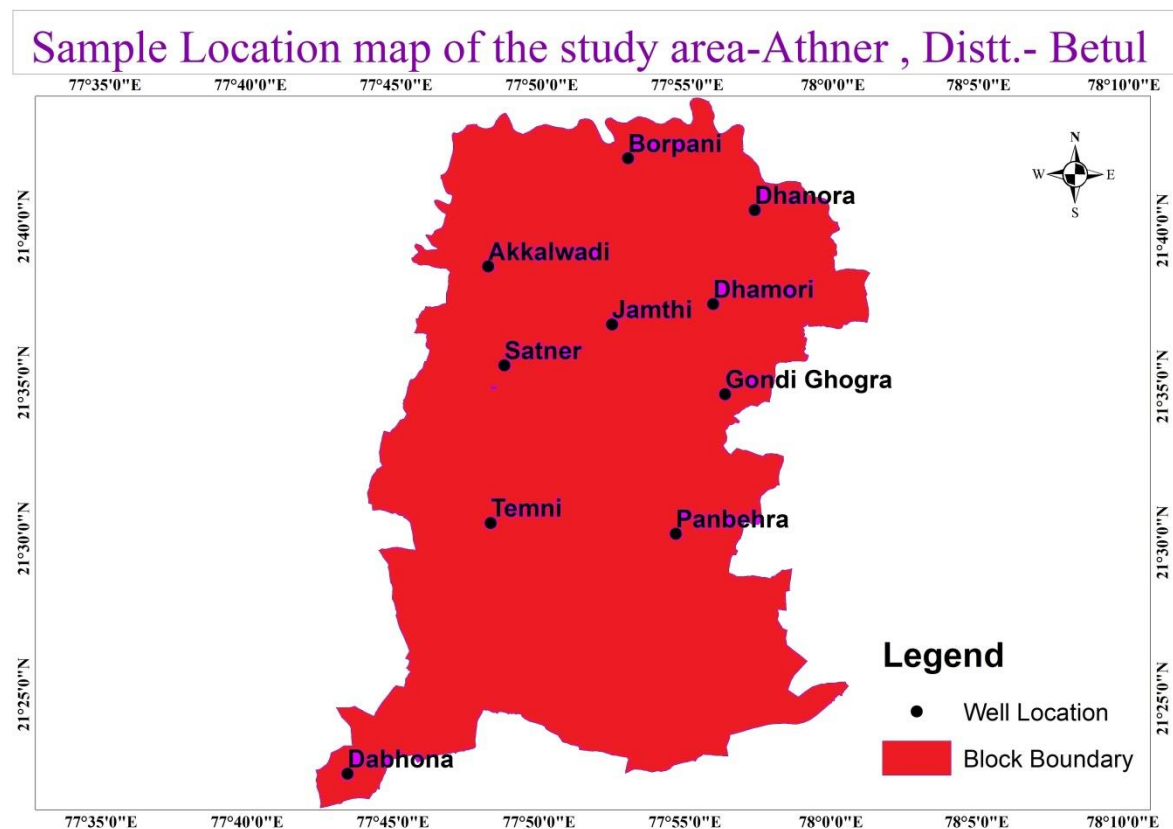 Sample Location map of the study area-Athner , Distt.- Betul
77°35'0"E 77°40'0"E 77°45'0"E 77°50'0"E 77°55'0"E 78°0'0"E 78°5'0"E 78°10'0"E
N
W E
S
Borpani
Dhanora
21°40'0"N 21°40'0"N
Akkalwadi
Dhamori
Jamthi
Satner
21°35'0"N 21°35'0"N
Gondi Ghogra
Temni
Panbehra
21°30'0"N 21°30'0"N
Legend
21°25'0"N 21°25'0"N
Well Location
Dabhona
Block Boundary
77°35'0"E 77°40'0"E 77°45'0"E 77°50'0"E 77°55'0"E 78°0'0"E 78°5'0"E 78°10'0"E